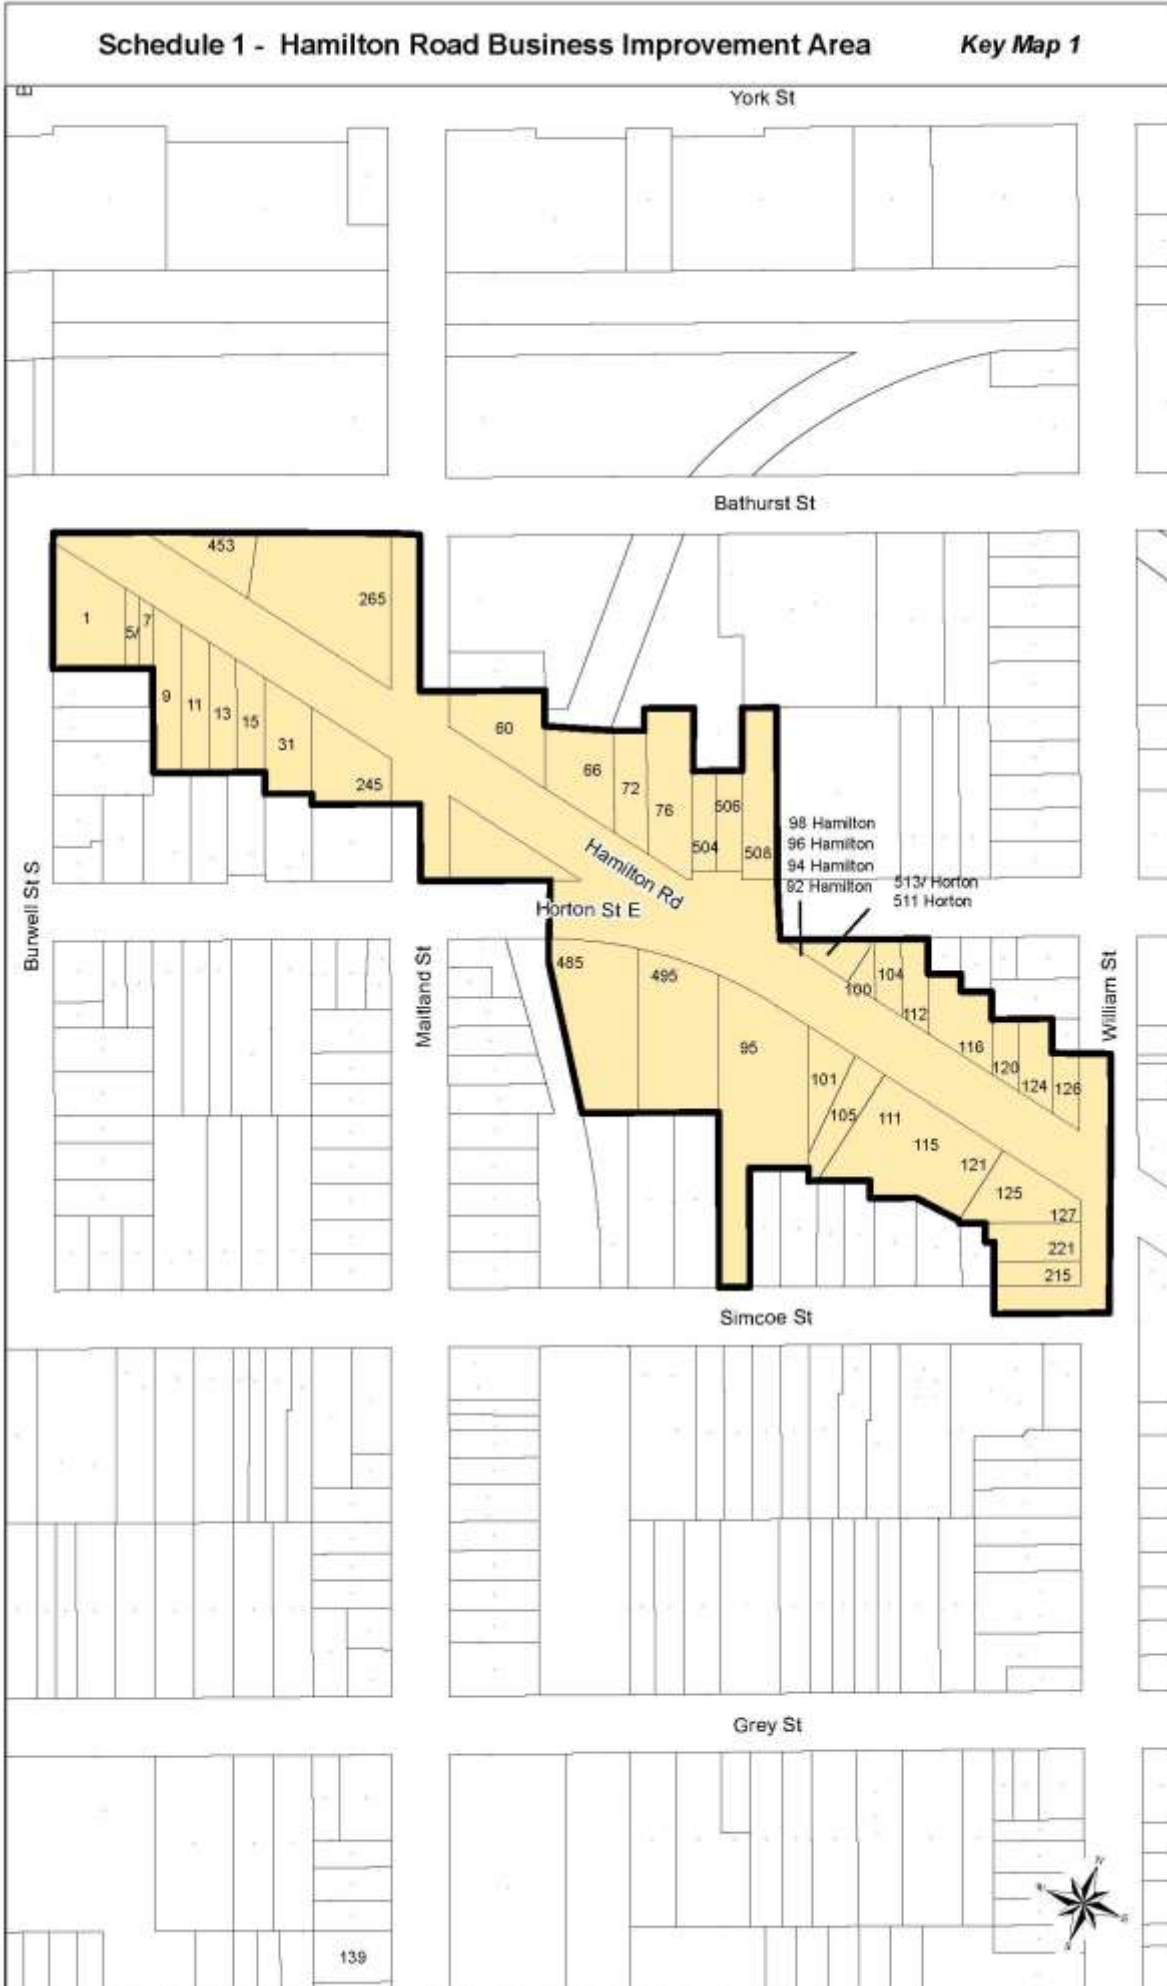 Schedule 1 - Hamilton Road Business Improvement Area
Key Map 1
York St
Bathurst St
453
265
1
5/
7
9
11
13
15
31
245
60
66
72
76
504
506
508
Hamilton Rd
Horton St E
98 Hamilton
96 Hamilton
94 Hamilton
92 Hamilton
513/ Horton
511 Horton
Burwell St S
Maitland St
William St
485
495
95
100
104
112
116
120
124
126
101
105
111
115
121
125
127
221
215
Simcoe St
Grey St
139